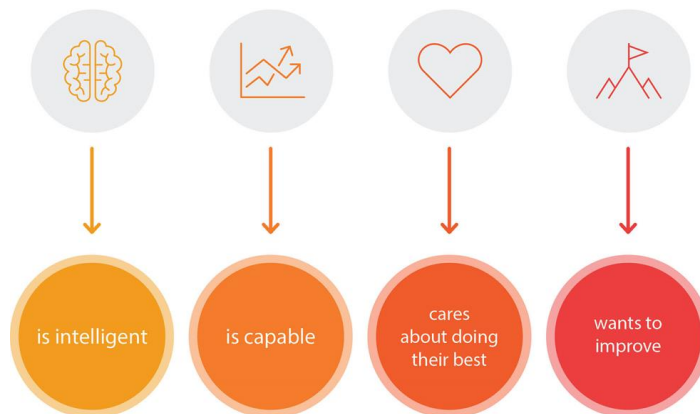 is intelligent
is capable
cares
about doing
their best
wants to
improve